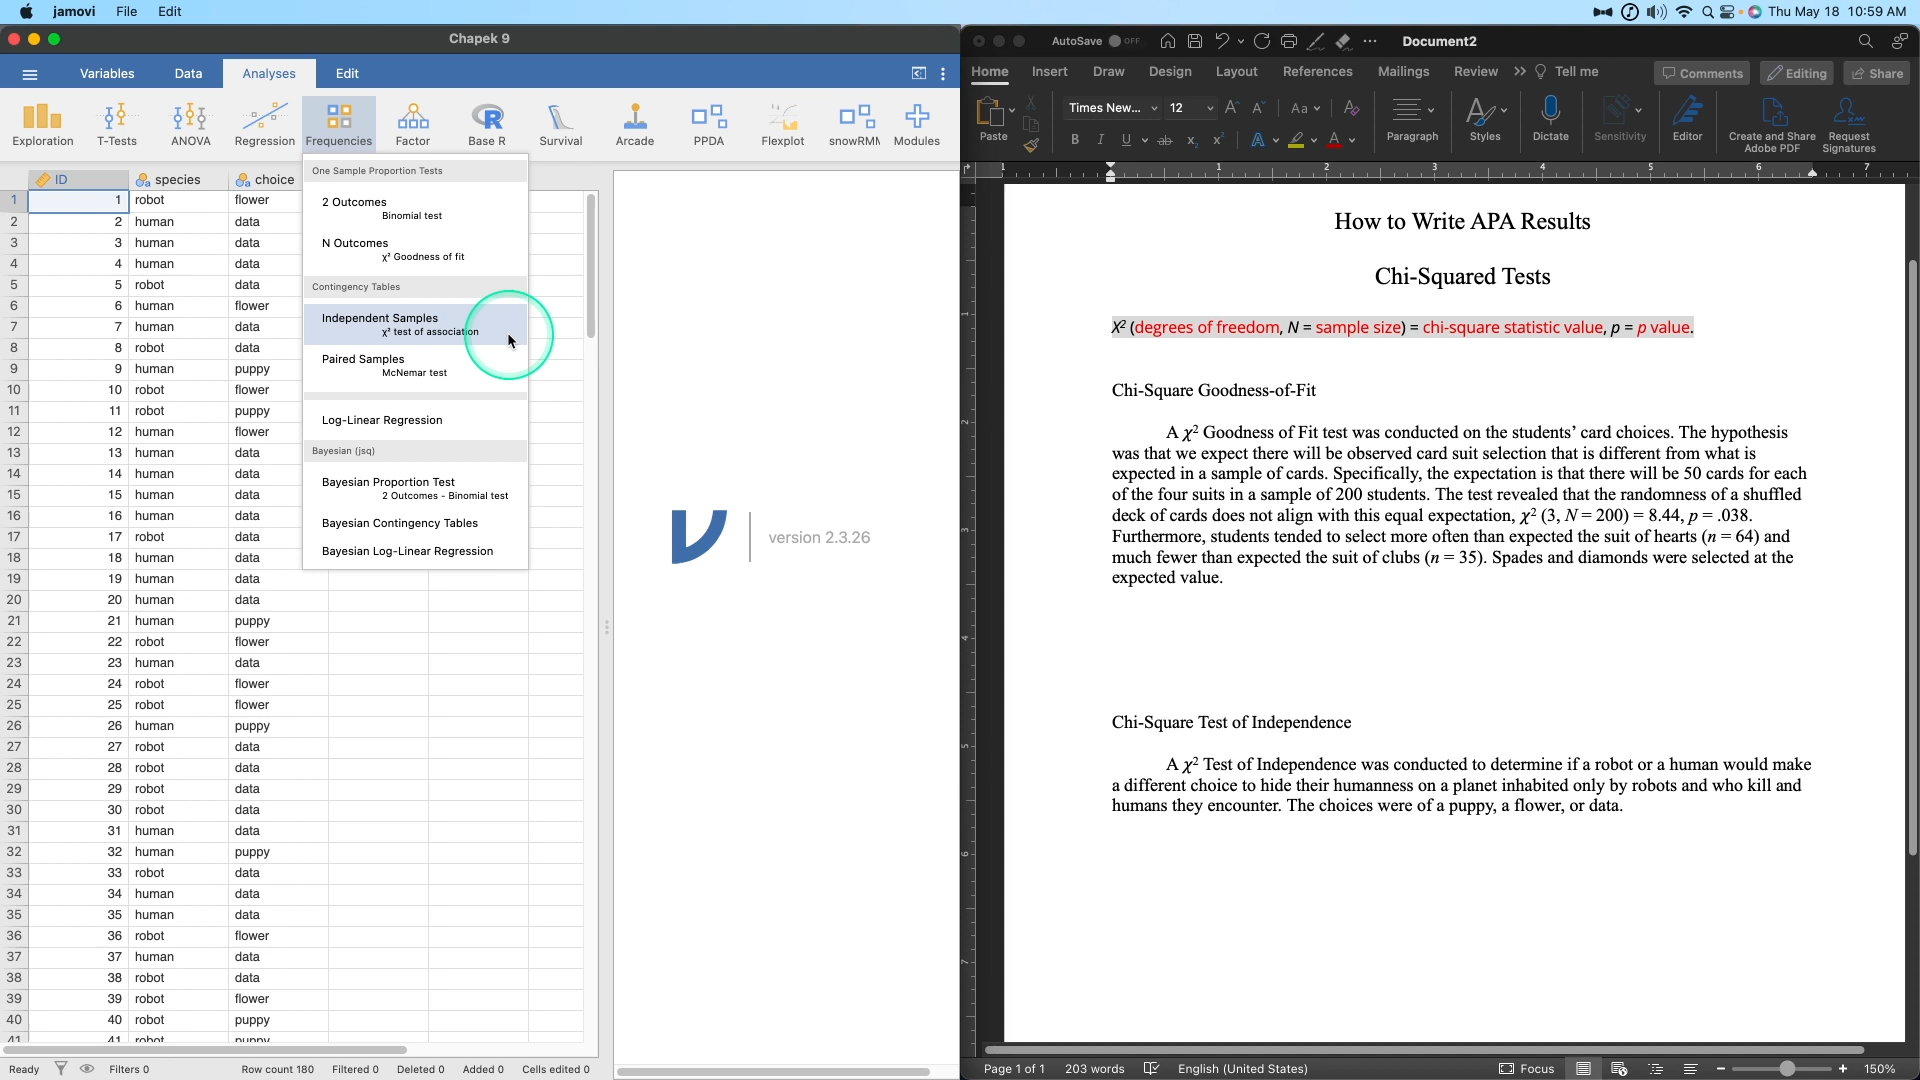 jamovi File Edit
Thu May 18 10:59 AM
Chapek 9
Variables Data Analyses Edit
Exploration T-Tests ANOVA Regression Frequencies Factor Base R Survival Arcade PPDA Flexplot snowRMM Modules
ID species choice
1 1 robot flower
2 2 human data
3 3 human data
4 4 human data
5 5 robot data
6 6 human flower
7 7 human data
8 8 robot data
9 9 human puppy
10 10 robot flower
11 11 robot puppy
12 12 human flower
13 13 human data
14 14 human data
15 15 human data
16 16 human data
17 17 robot data
18 18 human data
19 19 human data
20 20 human data
21 21 human puppy
22 22 robot flower
23 23 human data
24 24 robot flower
25 25 robot flower
26 26 human puppy
27 27 robot data
28 28 robot data
29 29 robot data
30 30 robot data
31 31 human data
32 32 human puppy
33 33 robot data
34 34 human data
35 35 human data
36 36 robot flower
37 37 human data
38 38 robot data
39 39 robot flower
40 40 robot puppy
41 41 robot puppy
One Sample Proportion Tests
2 Outcomes
Binomial test
N Outcomes
χ² Goodness of fit
Contingency Tables
Independent Samples
χ² test of association
Paired Samples
McNemar test
Log-Linear Regression
Bayesian (jsq)
Bayesian Proportion Test
2 Outcomes - Binomial test
Bayesian Contingency Tables
Bayesian Log-Linear Regression
version 2.3.26
Ready Filters 0 Row count 180 Filtered 0 Deleted 0 Added 0 Cells edited 0
AutoSave OFF Document2
Home Insert Draw Design Layout References Mailings Review Tell me Comments Editing Share
Paste Times New... 12 Paragraph Styles Dictate Sensitivity Editor Create and Share Adobe PDF Request Signatures
B I U ab X₂ X² A A
1 1 2 3 4 5 6 7
1
2
3
4
5
6
7
How to Write APA Results
Chi-Squared Tests
X² (degrees of freedom, N = sample size) = chi-square statistic value, p = p value.
Chi-Square Goodness-of-Fit
A χ² Goodness of Fit test was conducted on the students’ card choices. The hypothesis
was that we expect there will be observed card suit selection that is different from what is
expected in a sample of cards. Specifically, the expectation is that there will be 50 cards for each
of the four suits in a sample of 200 students. The test revealed that the randomness of a shuffled
deck of cards does not align with this equal expectation, χ² (3, N = 200) = 8.44, p = .038.
Furthermore, students tended to select more often than expected the suit of hearts (n = 64) and
much fewer than expected the suit of clubs (n = 35). Spades and diamonds were selected at the
expected value.
Chi-Square Test of Independence
A χ² Test of Independence was conducted to determine if a robot or a human would make
a different choice to hide their humanness on a planet inhabited only by robots and who kill and
humans they encounter. The choices were of a puppy, a flower, or data.
Page 1 of 1 203 words English (United States) Focus 150%